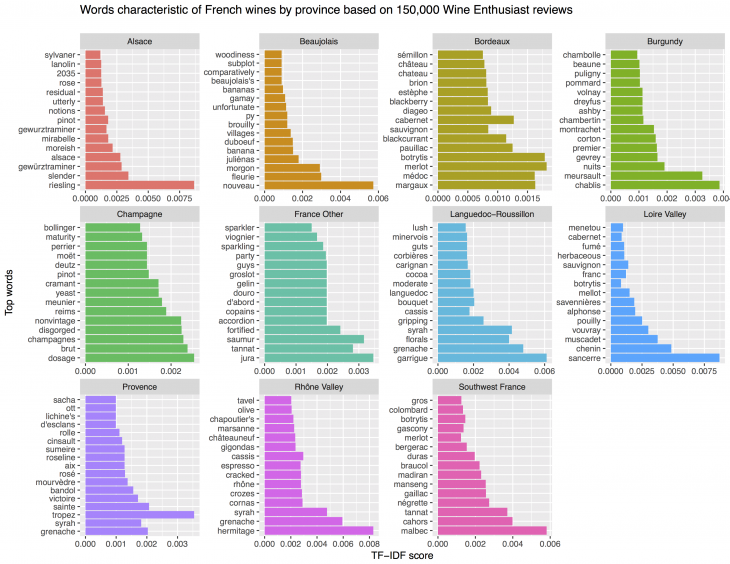 Words characteristic of French wines by province based on 150,000 Wine Enthusiast reviews
Alsace
sylvaner
lanolin
2035
rose
residual
utterly
notions
pinot
gewurztraminer
mirabelle
moreish
alsace
gewürztraminer
slender
riesling
0.0000 0.0025 0.0050 0.0075
Beaujolais
woodiness
subplot
comparatively
beaujolais's
bananas
gamay
unfortunate
py
brouilly
villages
duboeuf
banana
juliénas
morgon
fleurie
nouveau
0.000 0.002 0.004 0.006
Bordeaux
sémillon
château
chateau
brion
estèphe
blackberry
diageo
cabernet
sauvignon
blackcurrant
pauillac
botrytis
merlot
médoc
margaux
0.0000 0.0005 0.0010 0.0015
Burgundy
chambolle
beaune
puligny
pommard
volnay
dreyfus
ashby
chambertin
montrachet
corton
premier
gevrey
nuits
meursault
chablis
0.000 0.001 0.002 0.003 0.004
Champagne
bollinger
maturity
perrier
moët
deutz
pinot
cramant
yeast
meunier
reims
nonvintage
disgorged
champagnes
brut
dosage
0.000 0.001 0.002
France Other
sparkler
viognier
sparkling
party
guys
groslot
gelin
douro
d'abord
copains
accordion
fortified
saumur
tannat
jura
0.000 0.001 0.002 0.003
Languedoc−Roussillon
lush
minervois
guts
corbières
carignan
cocoa
moderate
languedoc
bouquet
cassis
gripping
syrah
florals
grenache
garrigue
0.000 0.002 0.004 0.006
Loire Valley
menetou
cabernet
fumé
herbaceous
sauvignon
franc
botrytis
mellot
savennières
alphonse
pouilly
vouvray
muscadet
chenin
sancerre
0.0000 0.0025 0.0050 0.0075
Provence
sacha
ott
lichine's
d'esclans
rolle
cinsault
sumeire
roseline
aix
rosé
mourvèdre
bandol
victoire
sainte
tropez
syrah
grenache
0.000 0.001 0.002 0.003
Rhône Valley
tavel
olive
chapoutier's
marsanne
châteauneuf
gigondas
cassis
espresso
cracked
rhône
crozes
cornas
syrah
grenache
hermitage
0.000 0.002 0.004 0.006 0.008
Southwest France
gros
colombard
botrytis
gascony
merlot
bergerac
duras
braucol
madiran
manseng
gaillac
négrette
tannat
cahors
malbec
0.000 0.002 0.004 0.006
Top words
TF−IDF score